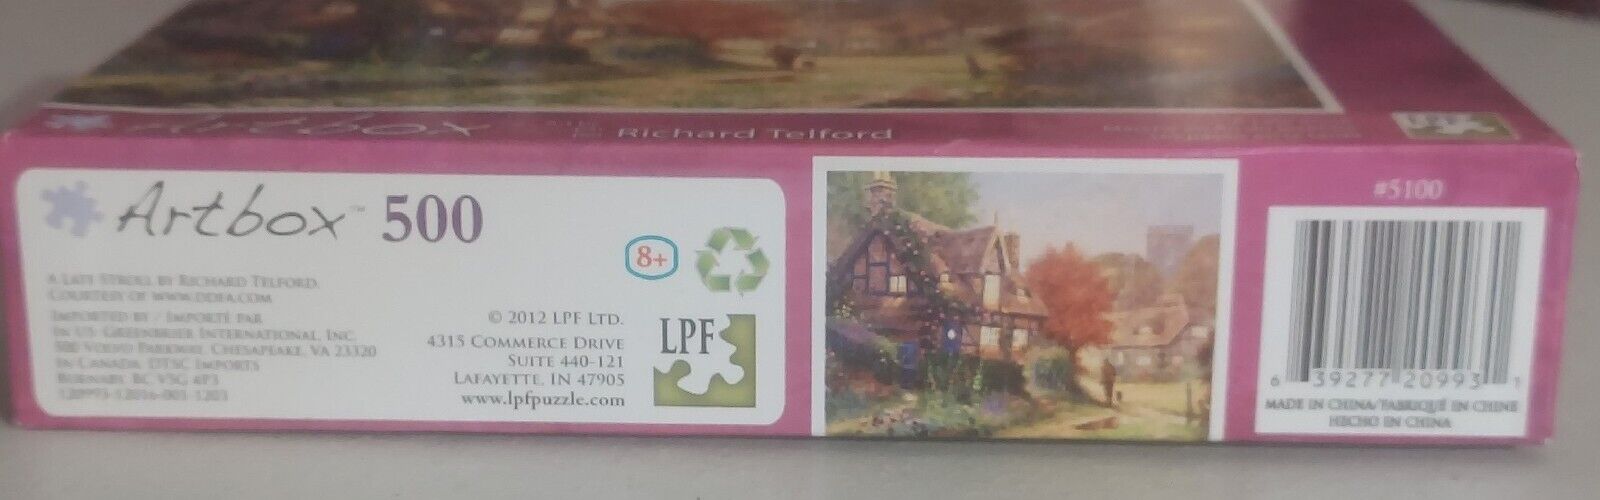 Artbox
Richard Telford
LPF
Artbox™ 500
8+
A LATE STROLL BY RICHARD TELFORD.
COURTESY OF WWW.DDFA.COM
IMPORTED BY / IMPORTÉ PAR
IN US: GREENBRIER INTERNATIONAL, INC.
500 VOLVO PARKWAY, CHESAPEAKE, VA 23320
IN CANADA: DTSC IMPORTS
BURNABY, BC V5G 4P3
© 2012 LPF LTD.
4315 COMMERCE DRIVE
SUITE 440-121
LAFAYETTE, IN 47905
www.lpfpuzzle.com
LPF
#5100
6 39277 20993 1
MADE IN CHINA/FABRIQUÉ EN CHINE
HECHO EN CHINA